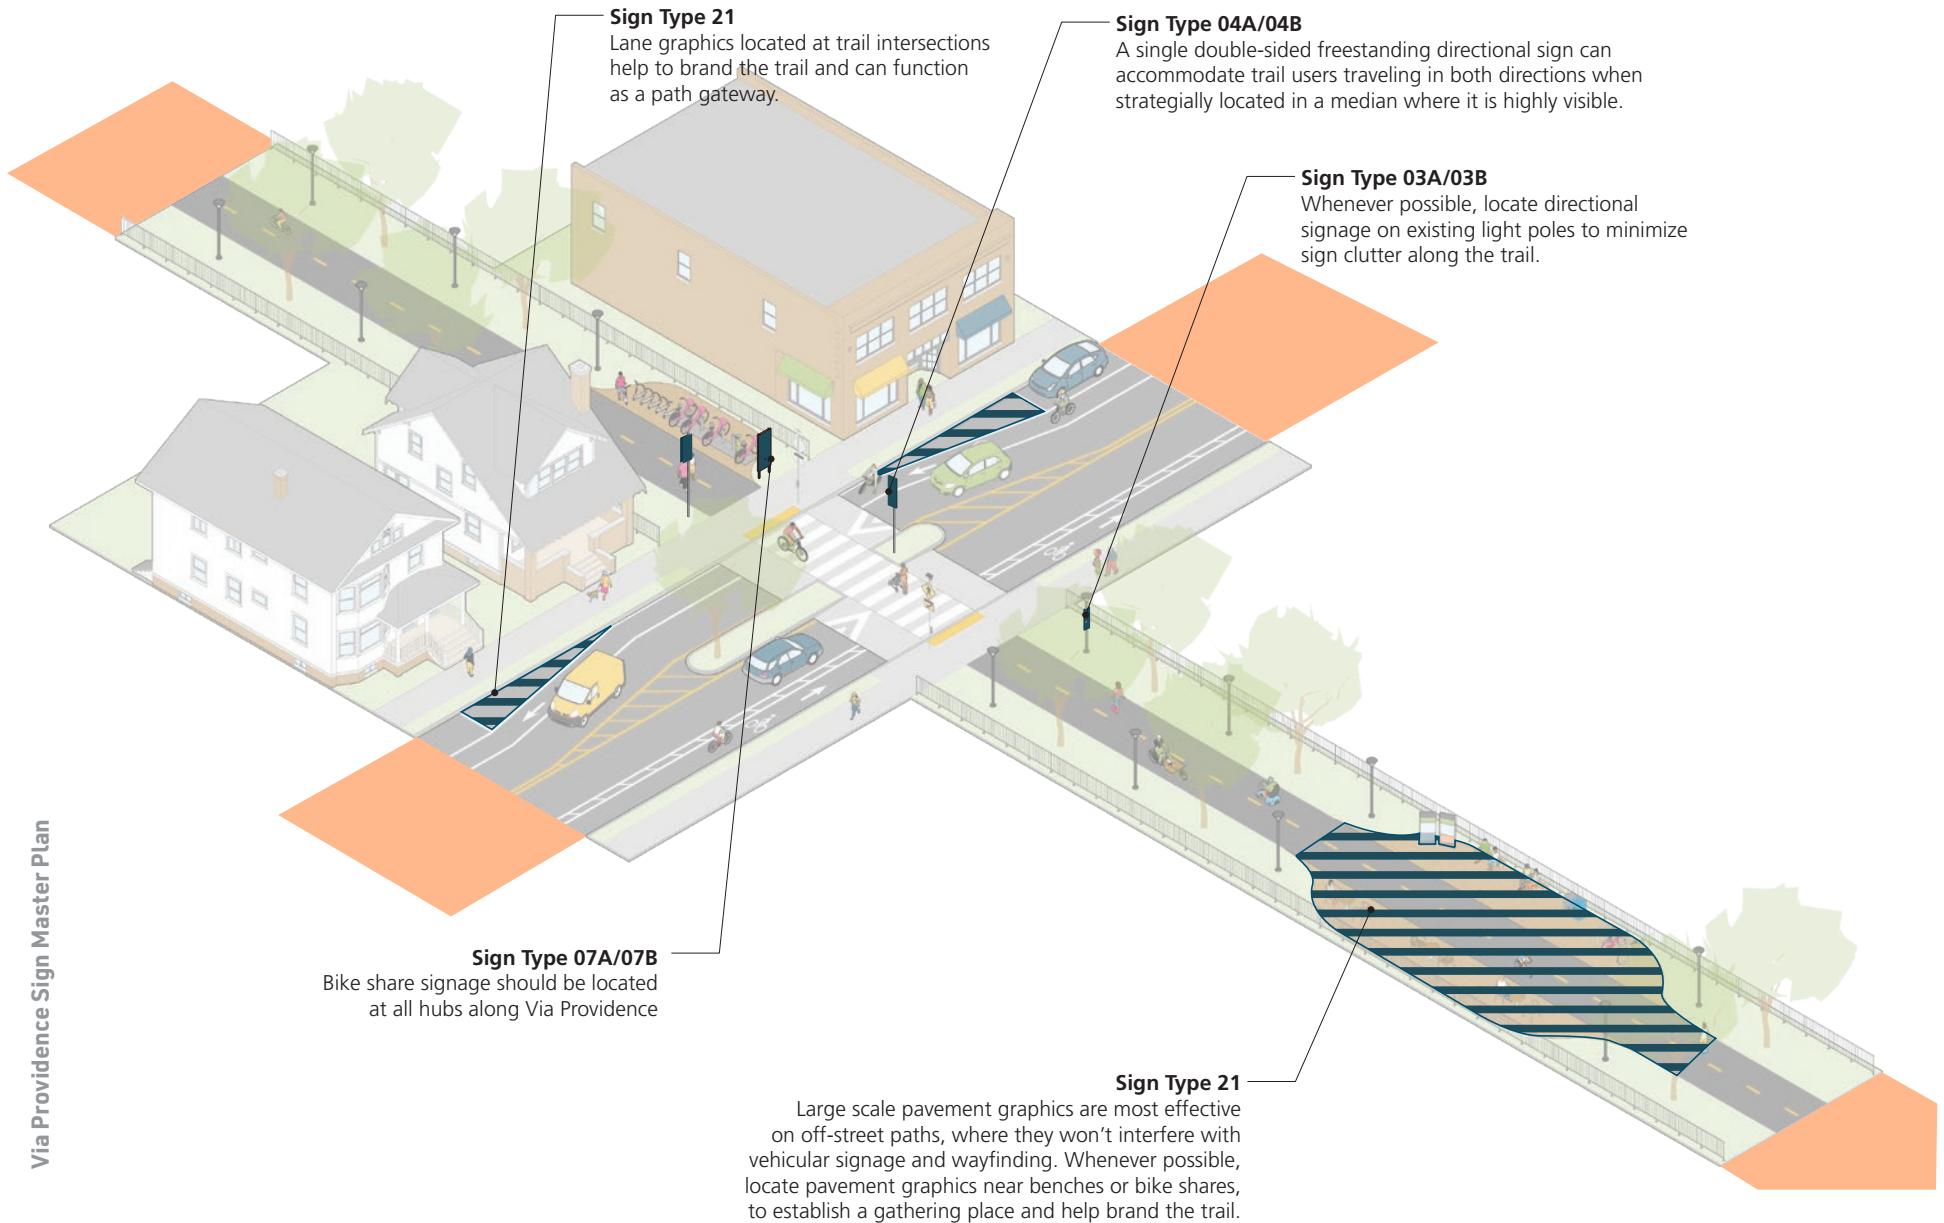 Sign Type 21
Lane graphics located at trail intersections
help to brand the trail and can function
as a path gateway.
Sign Type 04A/04B
A single double-sided freestanding directional sign can
accommodate trail users traveling in both directions when
strategially located in a median where it is highly visible.
Sign Type 03A/03B
Whenever possible, locate directional
signage on existing light poles to minimize
sign clutter along the trail.
Sign Type 07A/07B
Bike share signage should be located
at all hubs along Via Providence
Sign Type 21
Large scale pavement graphics are most effective
on off-street paths, where they won't interfere with
vehicular signage and wayfinding. Whenever possible,
locate pavement graphics near benches or bike shares,
to establish a gathering place and help brand the trail.
Via Providence Sign Master Plan